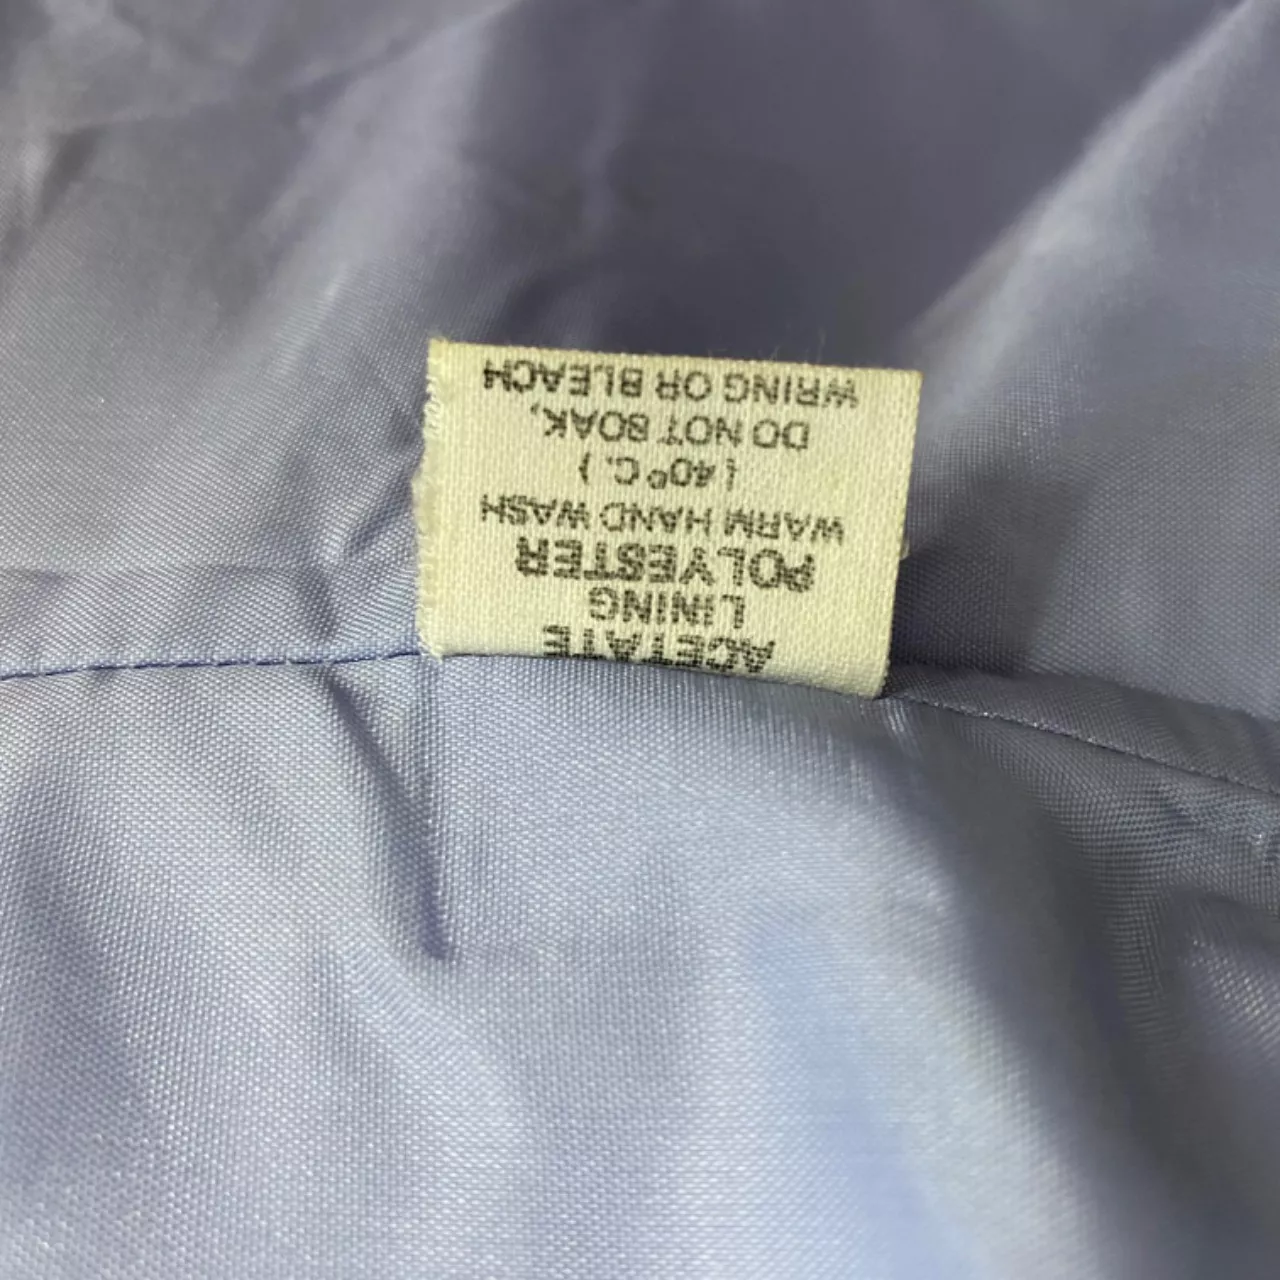 ACETATE
LINING
POLYESTER
WARM HAND WASH
( 40°C. )
DO NOT SOAK,
WRING OR BLEACH